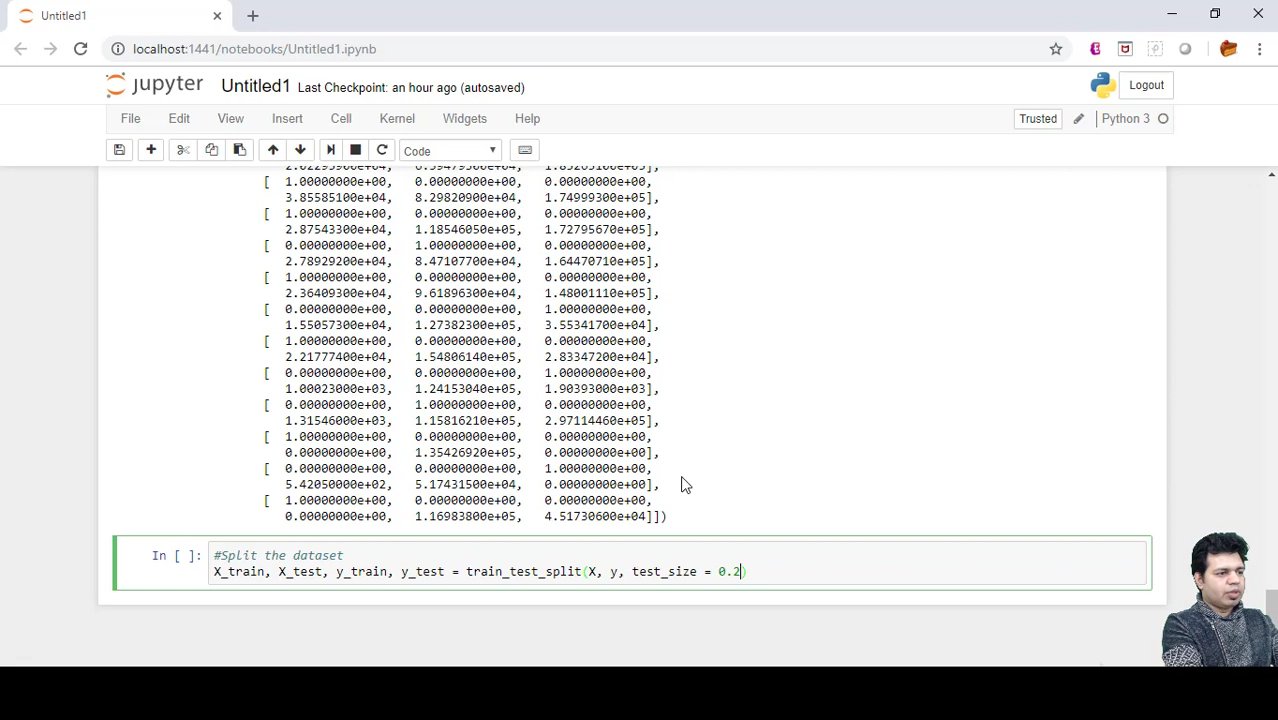 Untitled1
localhost:1441/notebooks/Untitled1.ipynb
jupyter Untitled1 Last Checkpoint: an hour ago (autosaved)
Logout
File Edit View Insert Cell Kernel Widgets Help
Trusted Python 3
Code
[ 1.00000000e+00, 0.00000000e+00, 0.00000000e+00,
3.85585100e+04, 8.29820900e+04, 1.74999300e+05],
[ 1.00000000e+00, 0.00000000e+00, 0.00000000e+00,
2.87543300e+04, 1.18546050e+05, 1.72795670e+05],
[ 0.00000000e+00, 1.00000000e+00, 0.00000000e+00,
2.78929200e+04, 8.47107700e+04, 1.64470710e+05],
[ 1.00000000e+00, 0.00000000e+00, 0.00000000e+00,
2.36409300e+04, 9.61896300e+04, 1.48001110e+05],
[ 0.00000000e+00, 0.00000000e+00, 1.00000000e+00,
1.55057300e+04, 1.27382300e+05, 3.55341700e+04],
[ 1.00000000e+00, 0.00000000e+00, 0.00000000e+00,
2.21777400e+04, 1.54806140e+05, 2.83347200e+04],
[ 0.00000000e+00, 0.00000000e+00, 1.00000000e+00,
1.00023000e+03, 1.24153040e+05, 1.90393000e+03],
[ 0.00000000e+00, 1.00000000e+00, 0.00000000e+00,
1.31546000e+03, 1.15816210e+05, 2.97114460e+05],
[ 1.00000000e+00, 0.00000000e+00, 0.00000000e+00,
0.00000000e+00, 1.35426920e+05, 0.00000000e+00],
[ 0.00000000e+00, 0.00000000e+00, 1.00000000e+00,
5.42050000e+02, 5.17431500e+04, 0.00000000e+00],
[ 1.00000000e+00, 0.00000000e+00, 0.00000000e+00,
0.00000000e+00, 1.16983800e+05, 4.51730600e+04]])
In [ ]: #Split the dataset
X_train, X_test, y_train, y_test = train_test_split(X, y, test_size = 0.2)